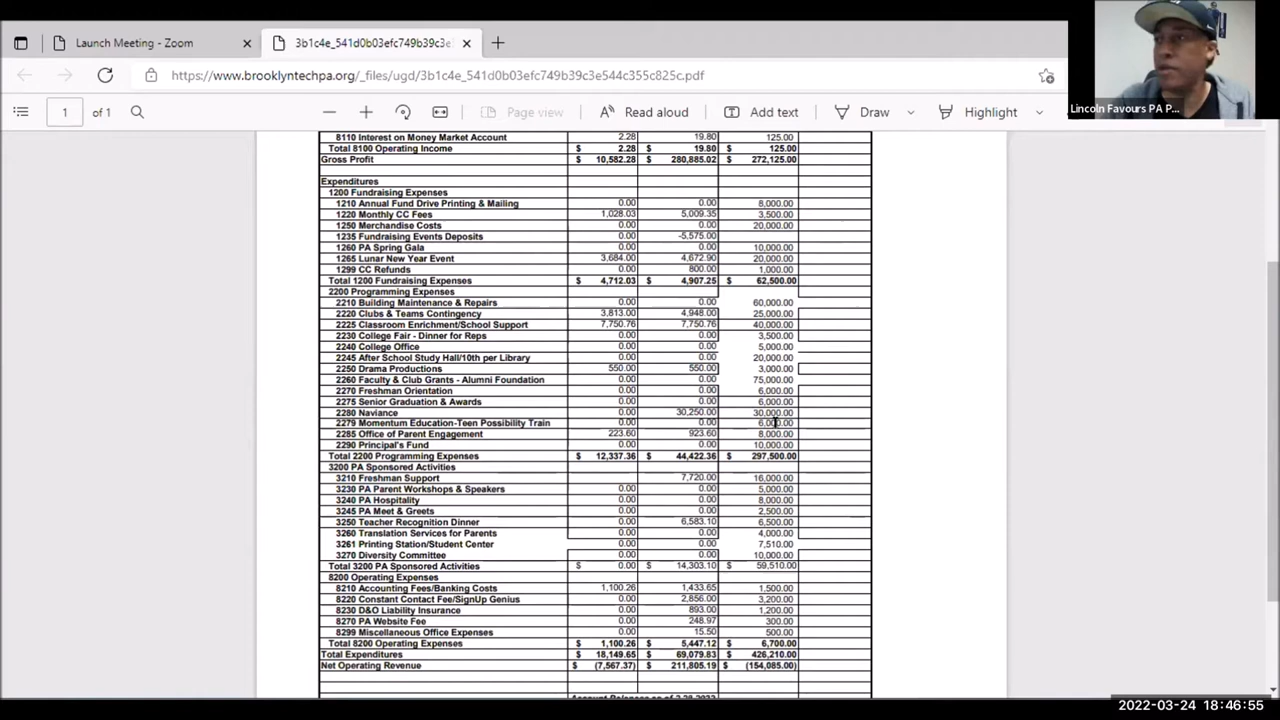 Launch Meeting - Zoom
3b1c4e_541d0b03efc749b39c3e
https://www.brooklyntechpa.org/_files/ugd/3b1c4e_541d0b03efc749b39c3e544c355c825c.pdf
1 of 1 Page view Read aloud Add text Draw Highlight
Lincoln Favours PA P...
8110 Interest on Money Market Account 2.28 19.80 125.00
Total 8100 Operating Income $ 2.28 $ 19.80 $ 125.00
Gross Profit $ 10,582.28 $ 280,885.02 $ 272,125.00
Expenditures
1200 Fundraising Expenses
1210 Annual Fund Drive Printing & Mailing 0.00 0.00 8,000.00
1220 Monthly CC Fees 1,028.03 5,009.35 3,500.00
1250 Merchandise Costs 0.00 0.00 20,000.00
1235 Fundraising Events Deposits 0.00 -5,575.00
1260 PA Spring Gala 0.00 0.00 10,000.00
1265 Lunar New Year Event 3,684.00 4,672.90 20,000.00
1299 CC Refunds 0.00 800.00 1,000.00
Total 1200 Fundraising Expenses $ 4,712.03 $ 4,907.25 $ 62,500.00
2200 Programming Expenses
2210 Building Maintenance & Repairs 0.00 0.00 60,000.00
2220 Clubs & Teams Contingency 3,813.00 4,948.00 25,000.00
2225 Classroom Enrichment/School Support 7,750.76 7,750.76 40,000.00
2230 College Fair - Dinner for Reps 0.00 0.00 3,500.00
2240 College Office 0.00 0.00 5,000.00
2245 After School Study Hall/10th per Library 0.00 0.00 20,000.00
2250 Drama Productions 550.00 550.00 3,000.00
2260 Faculty & Club Grants - Alumni Foundation 0.00 0.00 75,000.00
2270 Freshman Orientation 0.00 0.00 6,000.00
2275 Senior Graduation & Awards 0.00 0.00 6,000.00
2280 Naviance 0.00 30,250.00 30,000.00
2279 Momentum Education-Teen Possibility Train 0.00 0.00 6,000.00
2285 Office of Parent Engagement 223.60 923.60 8,000.00
2290 Principal's Fund 0.00 0.00 10,000.00
Total 2200 Programming Expenses $ 12,337.36 $ 44,422.36 $ 297,500.00
3200 PA Sponsored Activities
3210 Freshman Support 7,720.00 16,000.00
3230 PA Parent Workshops & Speakers 0.00 0.00 5,000.00
3240 PA Hospitality 0.00 0.00 8,000.00
3245 PA Meet & Greets 0.00 0.00 2,500.00
3250 Teacher Recognition Dinner 0.00 6,583.10 6,500.00
3260 Translation Services for Parents 0.00 0.00 4,000.00
3261 Printing Station/Student Center 0.00 0.00 7,510.00
3270 Diversity Committee 0.00 0.00 10,000.00
Total 3200 PA Sponsored Activities $ 0.00 $ 14,303.10 $ 59,510.00
8200 Operating Expenses
8210 Accounting Fees/Banking Costs 1,100.26 1,433.65 1,500.00
8220 Constant Contact Fee/SignUp Genius 0.00 2,856.00 3,200.00
8230 D&O Liability Insurance 0.00 893.00 1,200.00
8270 PA Website Fee 0.00 248.97 300.00
8299 Miscellaneous Office Expenses 0.00 15.50 500.00
Total 8200 Operating Expenses $ 1,100.26 $ 5,447.12 $ 6,700.00
Total Expenditures $ 18,149.65 $ 69,079.83 $ 426,210.00
Net Operating Revenue $ (7,567.37) $ 211,805.19 $ (154,085.00)
2022-03-24 18:46:55